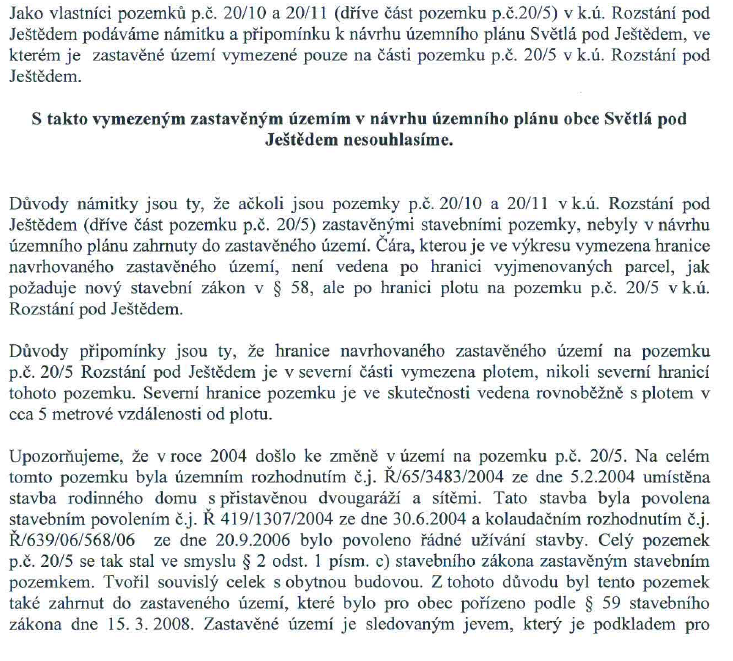 Jako vlastníci pozemků p.č. 20/10 a 20/11 (dříve část pozemku p.č.20/5) v k.ú. Rozstání pod
Ještědem podáváme námitku a připomínku k návrhu územního plánu Světlá pod Ještědem, ve
kterém je zastavěné území vymezené pouze na části pozemku p.č. 20/5 v k.ú. Rozstání pod
Ještědem.
S takto vymezeným zastavěným územím v návrhu územního plánu obce Světlá pod
Ještědem nesouhlasíme.
Důvody námitky jsou ty, že ačkoli jsou pozemky p.č. 20/10 a 20/11 v k.ú. Rozstání pod
Ještědem (dříve část pozemku p.č. 20/5) zastavěnými stavebními pozemky, nebyly v návrhu
územního plánu zahrnuty do zastavěného území. Čára, kterou je ve výkresu vymezena hranice
navrhovaného zastavěného území, není vedena po hranici vyjmenovaných parcel, jak
požaduje nový stavební zákon v § 58, ale po hranici plotu na pozemku p.č. 20/5 v k.ú.
Rozstání pod Ještědem.
Důvody připomínky jsou ty, že hranice navrhovaného zastavěného území na pozemku
p.č. 20/5 Rozstání pod Ještědem je v severní části vymezena plotem, nikoli severní hranicí
tohoto pozemku. Severní hranice pozemku je ve skutečnosti vedena rovnoběžně s plotem v
cca 5 metrové vzdálenosti od plotu.
Upozorňujeme, že v roce 2004 došlo ke změně v území na pozemku p.č. 20/5. Na celém
tomto pozemku byla územním rozhodnutím č.j. Ř/65/3483/2004 ze dne 5.2.2004 umístěna
stavba rodinného domu s přistavěnou dvougaráží a sítěmi. Tato stavba byla povolena
stavebním povolením č.j. Ř 419/1307/2004 ze dne 30.6.2004 a kolaudačním rozhodnutím č.j.
Ř/639/06/568/06 ze dne 20.9.2006 bylo povoleno řádné užívání stavby. Celý pozemek
p.č. 20/5 se tak stal ve smyslu § 2 odst. 1 písm. c) stavebního zákona zastavěným stavebním
pozemkem. Tvořil souvislý celek s obytnou budovou. Z tohoto důvodu byl tento pozemek
také zahrnut do zastaveného území, které bylo pro obec pořízeno podle § 59 stavebního
zákona dne 15. 3. 2008. Zastavěné území je sledovaným jevem, který je podkladem pro